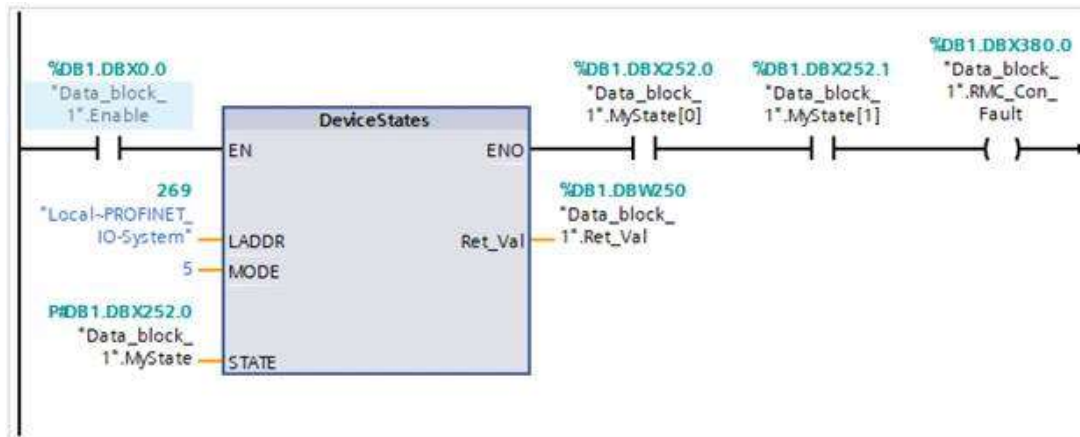 %DB1.DBX0.0
"Data_block_
1".Enable
DeviceStates
EN
ENO
269
"Local~PROFINET_
IO-System"
LADDR
5
MODE
P#DB1.DBX252.0
"Data_block_
1".MyState
STATE
Ret_Val
%DB1.DBW250
"Data_block_
1".Ret_Val
%DB1.DBX252.0
"Data_block_
1".MyState[0]
%DB1.DBX252.1
"Data_block_
1".MyState[1]
%DB1.DBX380.0
"Data_block_
1".RMC_Con_
Fault